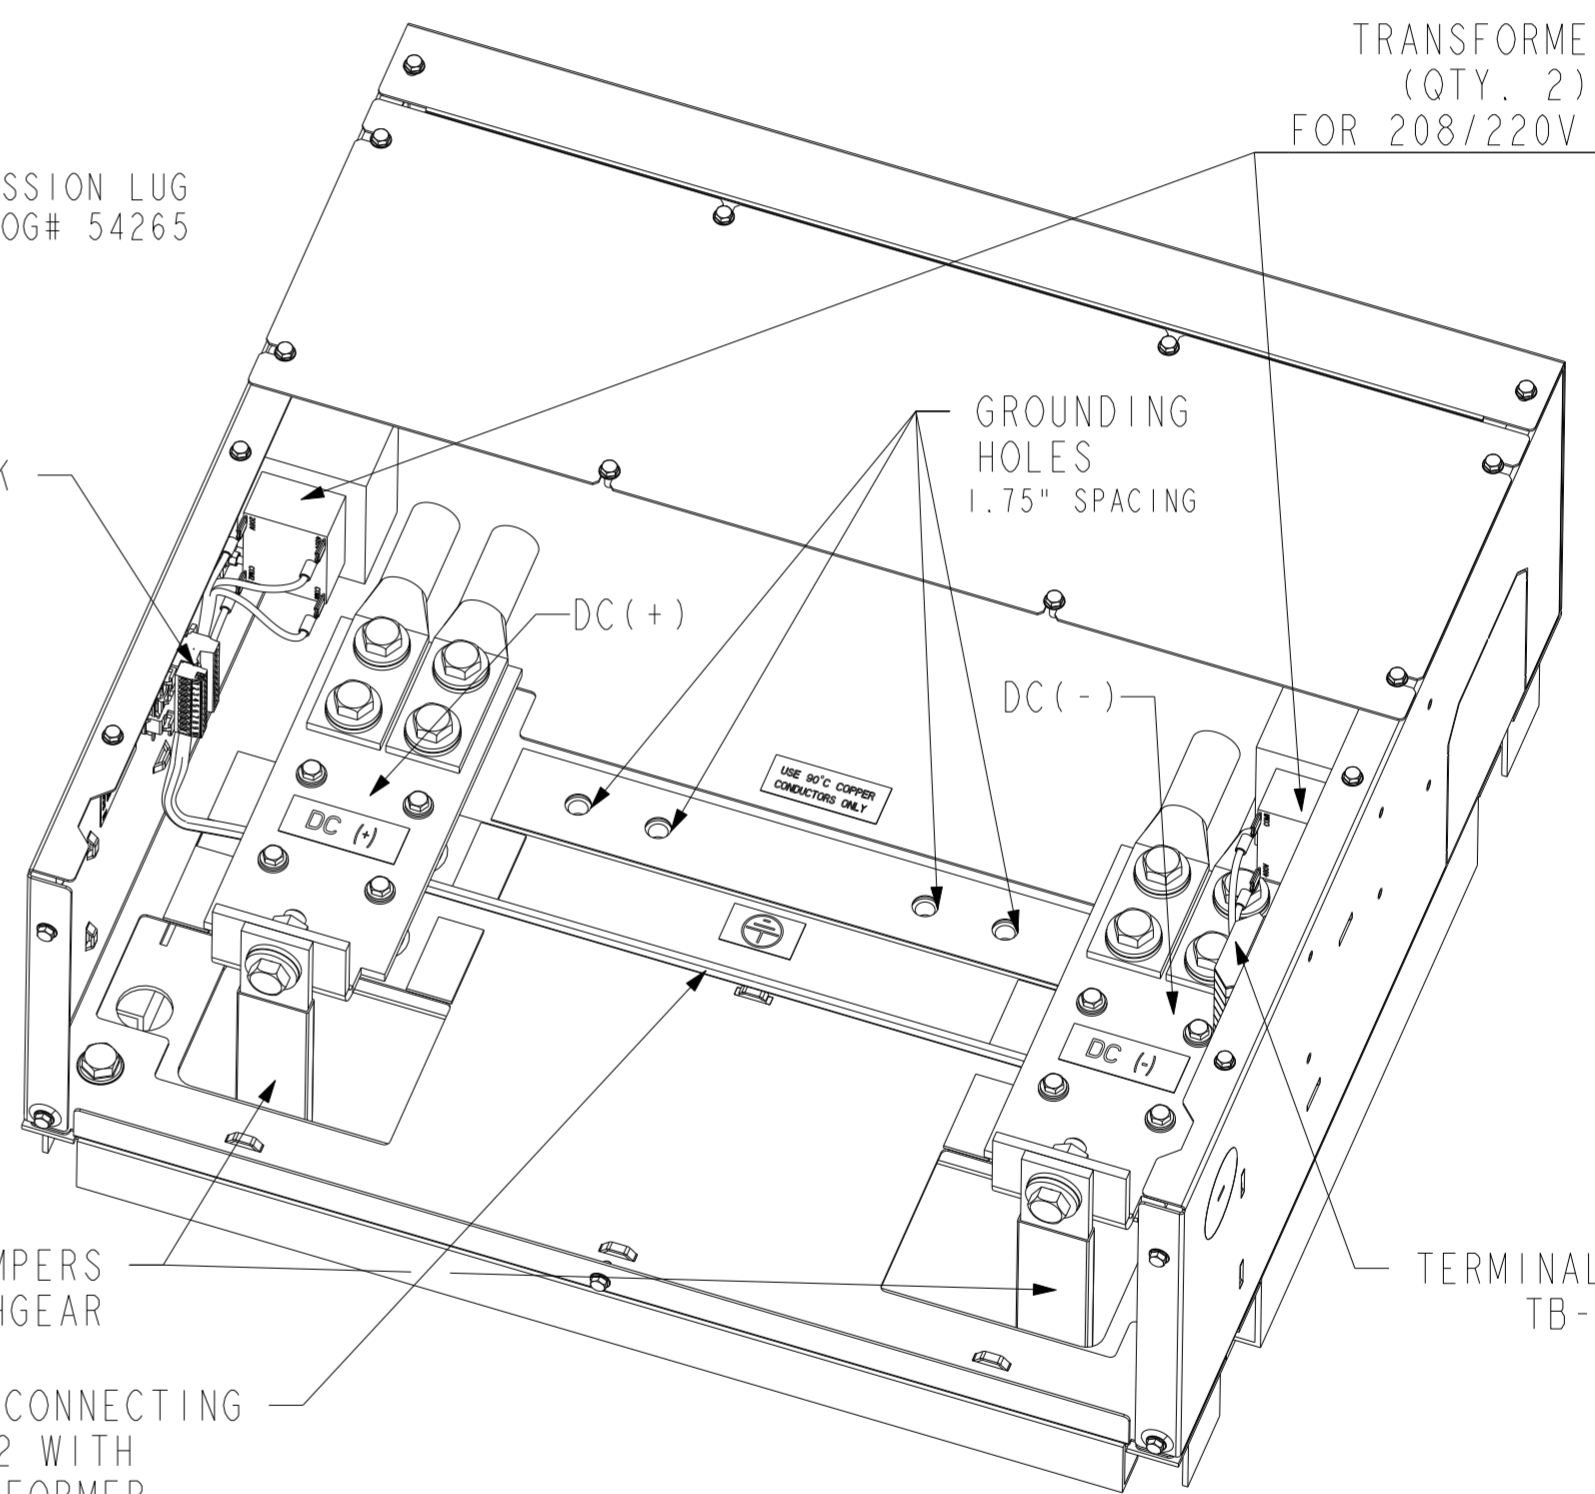 TRANSFORME
(QTY. 2)
FOR 208/220V
SSION LUG
OG# 54265
K
GROUNDING
HOLES
1.75" SPACING
DC(+)
DC(-)
USE 90°C COPPER
CONDUCTORS ONLY
DC (+)
DC (-)
MPERS
HGEAR
TERMINAL
TB-
CONNECTING
2 WITH